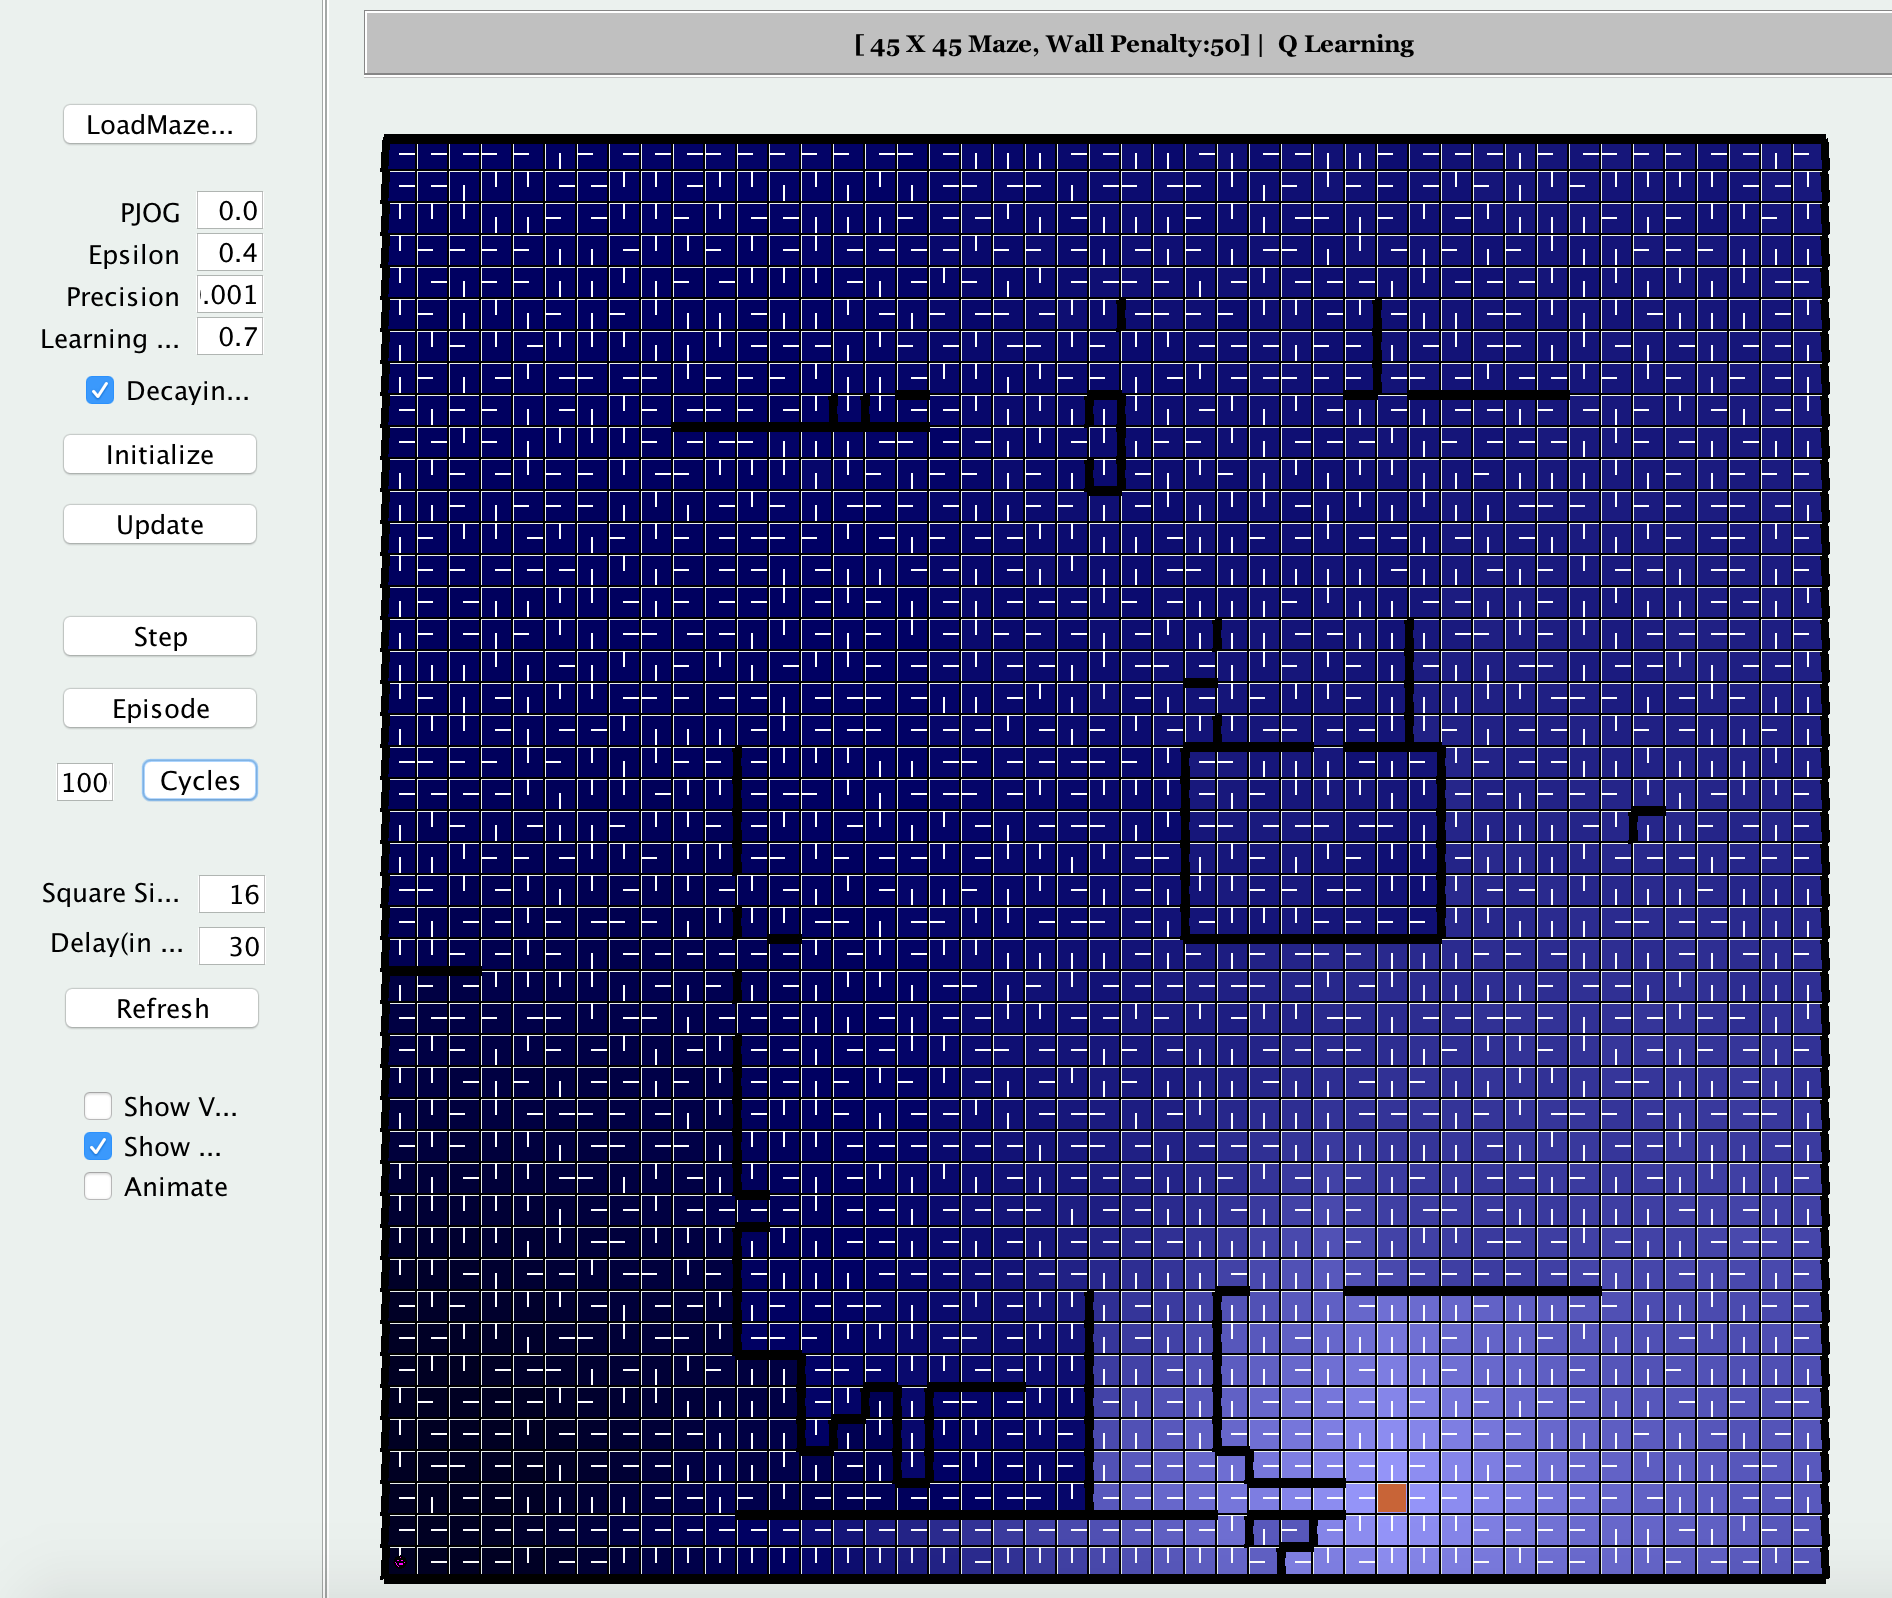 [ 45 X 45 Maze, Wall Penalty:50] | Q Learning
LoadMaze...
PJOG 0.0
Epsilon 0.4
Precision .001
Learning ... 0.7
Decayin...
Initialize
Update
Step
Episode
100 Cycles
Square Si... 16
Delay(in ... 30
Refresh
Show V...
Show ...
Animate